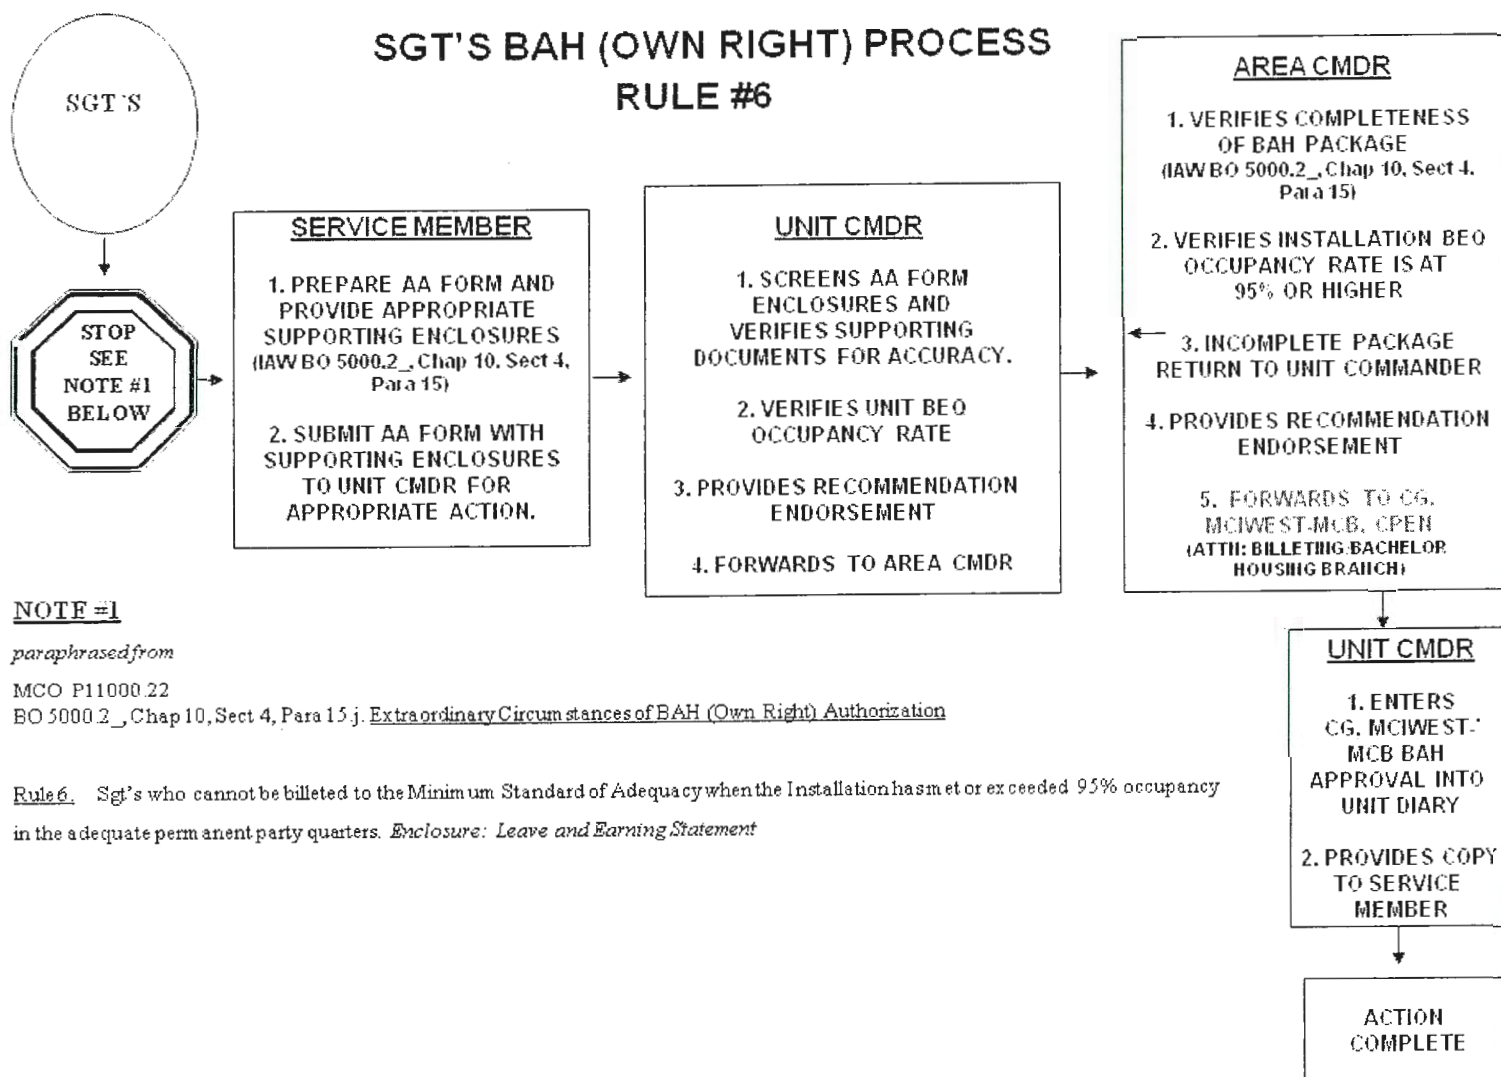 SGT'S BAH (OWN RIGHT) PROCESS
RULE #6
SGT'S
STOP
SEE
NOTE #1
BELOW
SERVICE MEMBER
1. PREPARE AA FORM AND
PROVIDE APPROPRIATE
SUPPORTING ENCLOSURES
(IAW BO 5000.2_, Chap 10, Sect 4,
Para 15)
2. SUBMIT AA FORM WITH
SUPPORTING ENCLOSURES
TO UNIT CMDR FOR
APPROPRIATE ACTION.
UNIT CMDR
1. SCREENS AA FORM
ENCLOSURES AND
VERIFIES SUPPORTING
DOCUMENTS FOR ACCURACY.
2. VERIFIES UNIT BEQ
OCCUPANCY RATE
3. PROVIDES RECOMMENDATION
ENDORSEMENT
4. FORWARDS TO AREA CMDR
AREA CMDR
1. VERIFIES COMPLETENESS
OF BAH PACKAGE
(IAW BO 5000.2_, Chap 10, Sect 4,
Para 15)
2. VERIFIES INSTALLATION BEQ
OCCUPANCY RATE IS AT
95% OR HIGHER
3. INCOMPLETE PACKAGE
RETURN TO UNIT COMMANDER
4. PROVIDES RECOMMENDATION
ENDORSEMENT
5. FORWARDS TO CG,
MCIWEST-MCB, CPEN
(ATTN: BILLETING/BACHELOR
HOUSING BRANCH)
UNIT CMDR
1. ENTERS
CG, MCIWEST-
MCB BAH
APPROVAL INTO
UNIT DIARY
2. PROVIDES COPY
TO SERVICE
MEMBER
ACTION
COMPLETE
NOTE #1
paraphrased from
MCO P11000.22
BO 5000.2_, Chap 10, Sect 4, Para 15.j. Extraordinary Circumstances of BAH (Own Right) Authorization
Rule 6. Sgt's who cannot be billeted to the Minimum Standard of Adequacy when the Installation has met or exceeded 95% occupancy
in the adequate permanent party quarters. Enclosure: Leave and Earning Statement